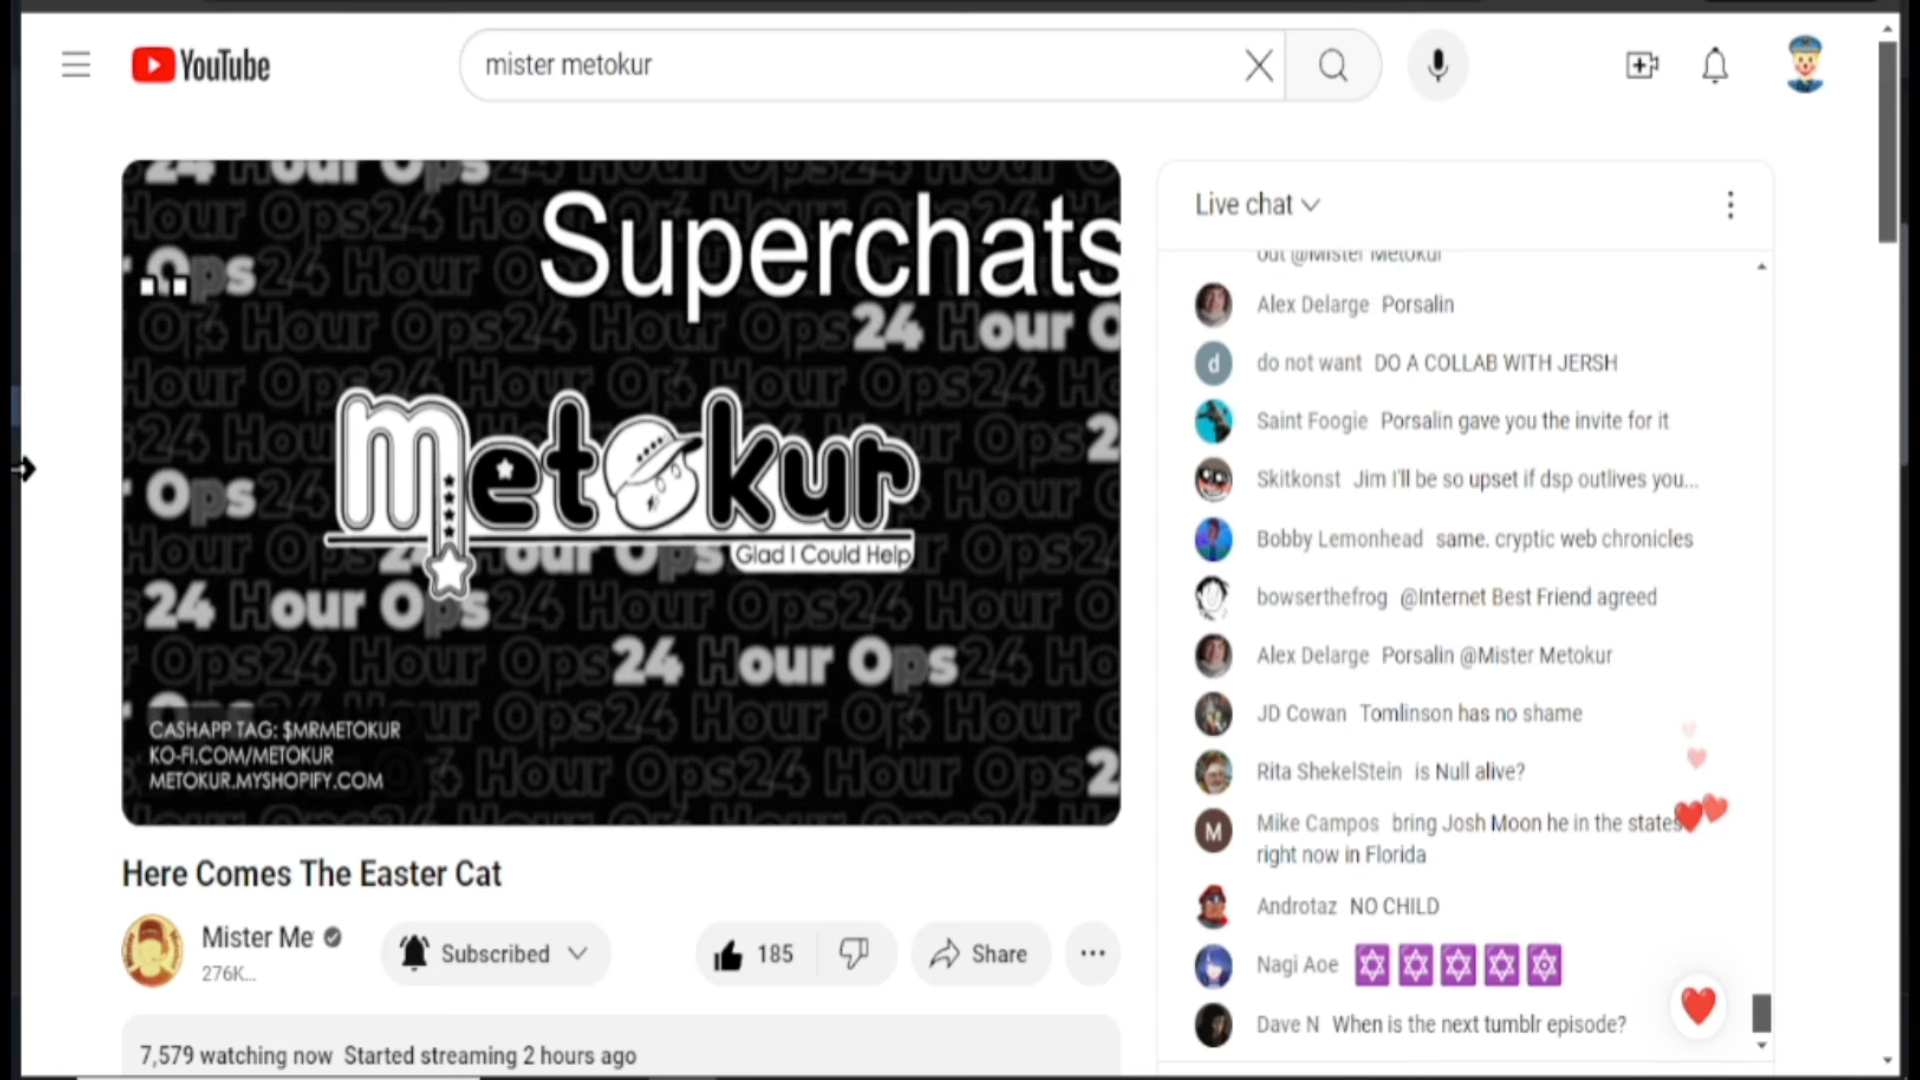 YouTube
mister metokur
Superchats
24 Hour Ops
Metokur
Glad I Could Help
24 Hour Ops
24 Hour Ops
CASHAPP TAG: $MRMETOKUR
KO-FI.COM/METOKUR
METOKUR.MYSHOPIFY.COM
Here Comes The Easter Cat
Mister Me
276K...
Subscribed
185
Share
...
7,579 watching now Started streaming 2 hours ago
Live chat
out @Mister Metokur
Alex Delarge Porsalin
d
do not want DO A COLLAB WITH JERSH
Saint Foogie Porsalin gave you the invite for it
Skitkonst Jim I'll be so upset if dsp outlives you...
Bobby Lemonhead same. cryptic web chronicles
bowserthefrog @Internet Best Friend agreed
Alex Delarge Porsalin @Mister Metokur
JD Cowan Tomlinson has no shame
Rita ShekelStein is Null alive?
M
Mike Campos bring Josh Moon he in the states
right now in Florida
Androtaz NO CHILD
Nagi Aoe ✡✡✡✡✡
Dave N When is the next tumblr episode?